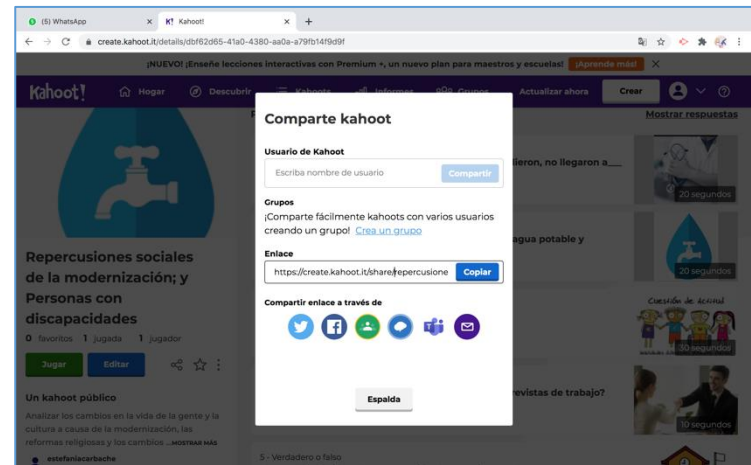 (5) WhatsApp
K! Kahoot!
create.kahoot.it/details/dbf62d65-41a0-4380-aa0a-a79fb14f9d9f
¡NUEVO! ¡Enseñe lecciones interactivas con Premium +, un nuevo plan para maestros y escuelas! ¡Aprende más!
Kahoot! Hogar Descubrir Kahoots Informes Grupos Actualizar ahora Crear
Mostrar respuestas
Comparte kahoot
Usuario de Kahoot
Escriba nombre de usuario Compartir
Grupos
¡Comparte fácilmente kahoots con varios usuarios
creando un grupo! Crea un grupo
Enlace
https://create.kahoot.it/share/repercusione Copiar
Compartir enlace a través de
Espalda
Repercusiones sociales
de la modernización; y
Personas con
discapacidades
0 favoritos 1 jugada 1 jugador
Jugar Editar
Un kahoot público
Analizar los cambios en la vida de la gente y la
cultura a causa de la modernización, las
reformas religiosas y los cambios ...MOSTRAR MÁS
estefaniacarbache
dieron, no llegaron a___
20 segundos
agua potable y
20 segundos
30 segundos
revistas de trabajo?
10 segundos
5 - Verdadero o falso